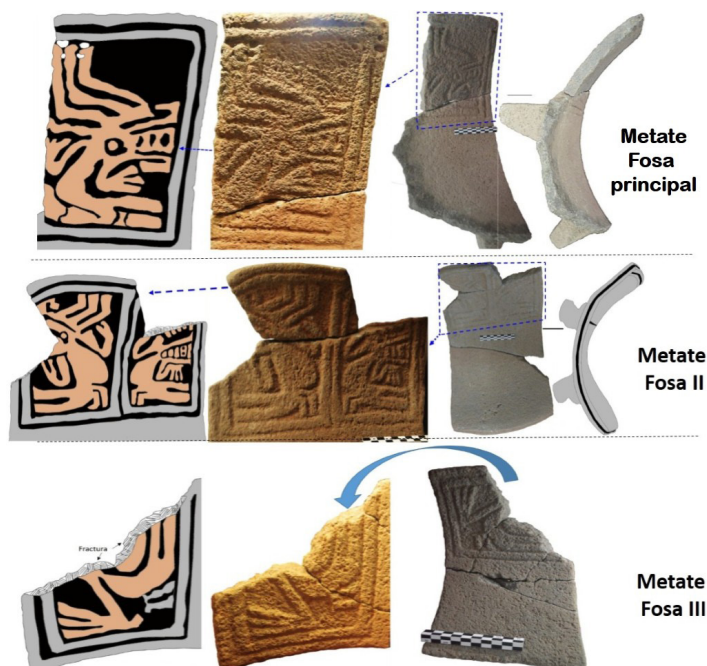 Metate
Fosa
principal
Metate
Fosa II
Fractura
Metate
Fosa III